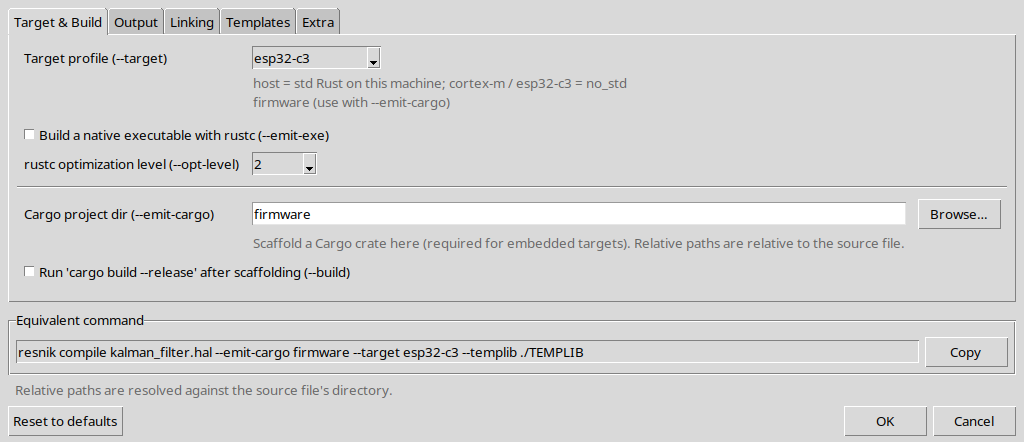 Target & Build Output Linking Templates Extra
Target profile (--target) esp32-c3
host = std Rust on this machine; cortex-m / esp32-c3 = no_std
firmware (use with --emit-cargo)
Build a native executable with rustc (--emit-exe)
rustc optimization level (--opt-level) 2
Cargo project dir (--emit-cargo) firmware Browse...
Scaffold a Cargo crate here (required for embedded targets). Relative paths are relative to the source file.
Run 'cargo build --release' after scaffolding (--build)
Equivalent command
resnik compile kalman_filter.hal --emit-cargo firmware --target esp32-c3 --templib ./TEMPLIB Copy
Relative paths are resolved against the source file's directory.
Reset to defaults OK Cancel